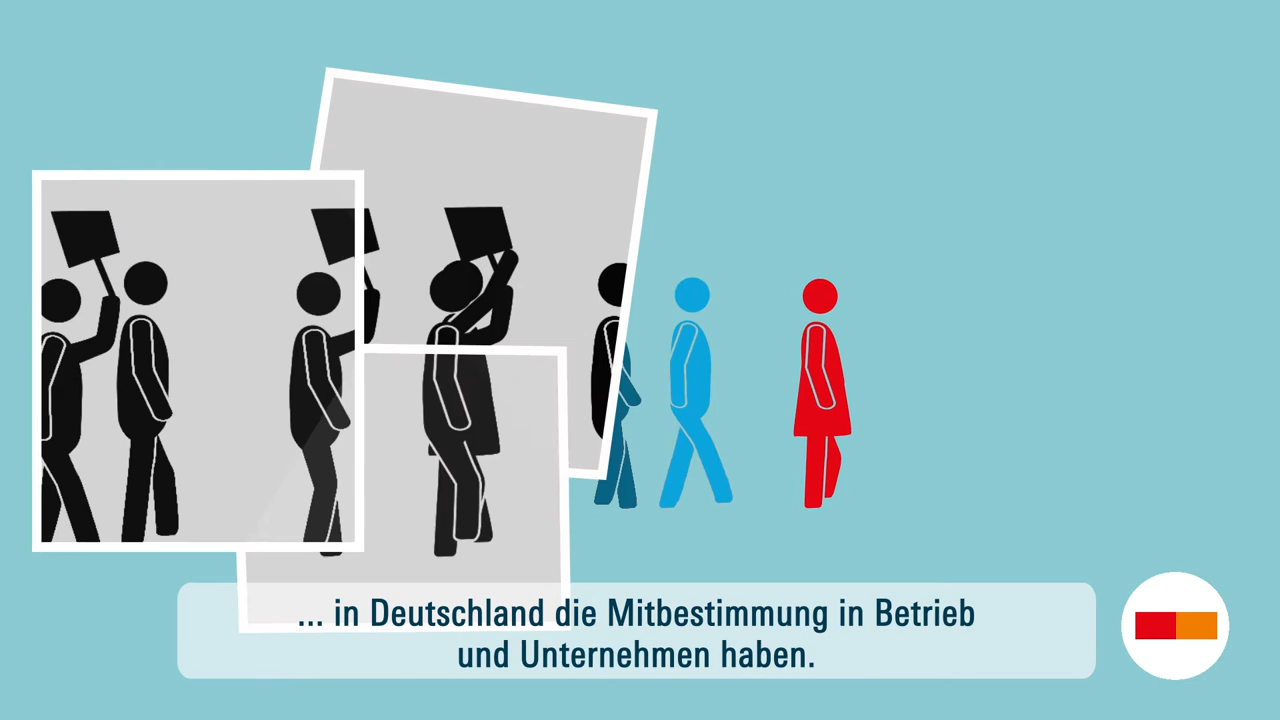 ... in Deutschland die Mitbestimmung in Betrieb
und Unternehmen haben.